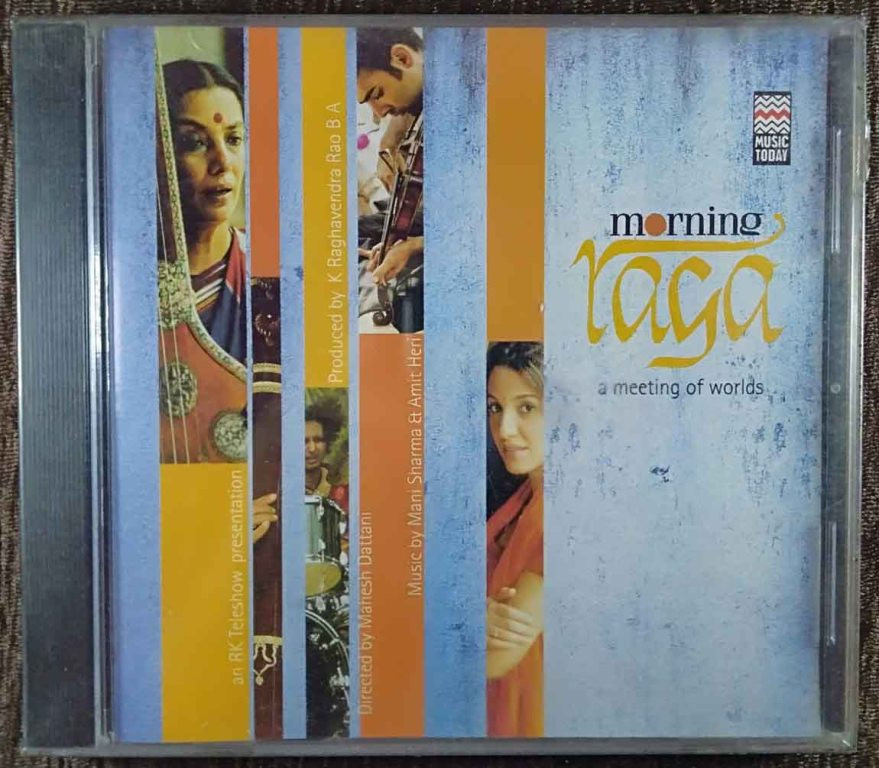 MUSIC
TODAY
morning
raga
a meeting of worlds
an RK Teleshow presentation
Produced by K Raghavendra Rao B A
Directed by Mahesh Dattani
Music by Mani Sharma & Amit Heri